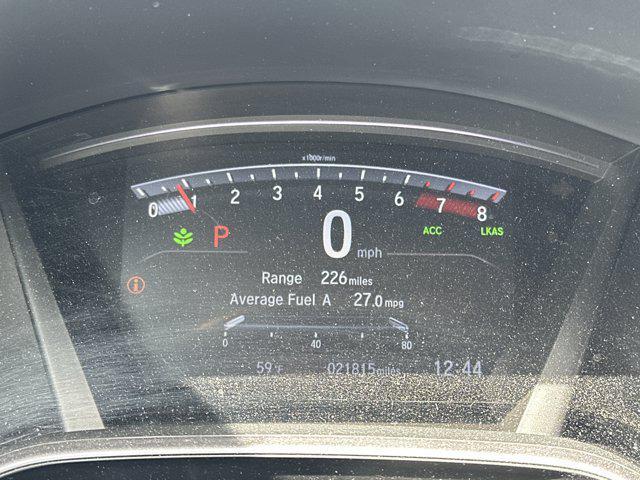 x1000r/min
0 1 2 3 4 5 6 7 8
P 0 mph ACC LKAS
Range 226 miles
Average Fuel A 27.0 mpg
0 40 80
59°F 021815 miles 12:44